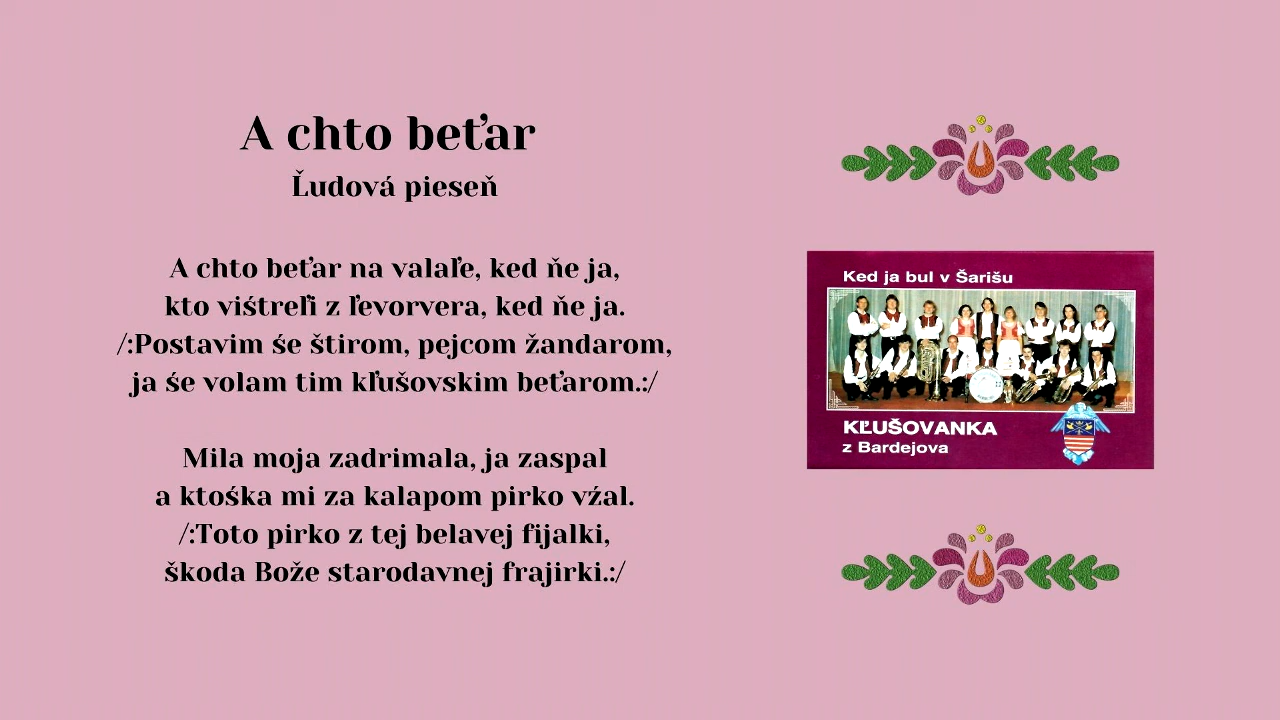 A chto beťar
Ľudová pieseň
A chto beťar na valaľe, ked ňe ja,
kto viśtreľi z ľevorvera, ked ňe ja.
/:Postavim śe štirom, pejcom žandarom,
ja śe volam tim kľušovskim beťarom.:/
Mila moja zadrimala, ja zaspal
a ktośka mi za kalapom pirko vźal.
/:Toto pirko z tej belavej fijalki,
škoda Bože starodavnej frajirki.:/
Ked ja bul v Šarišu
KĽUŠOVANKA
z Bardejova